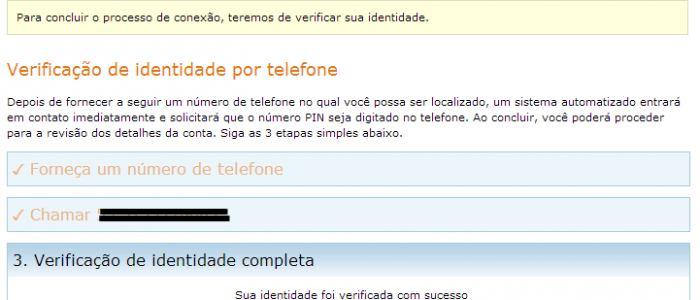 Para concluir o processo de conexão, teremos de verificar sua identidade.
Verificação de identidade por telefone
Depois de fornecer a seguir um número de telefone no qual você possa ser localizado, um sistema automatizado entrará
em contato imediatamente e solicitará que o número PIN seja digitado no telefone. Ao concluir, você poderá proceder
para a revisão dos detalhes da conta. Siga as 3 etapas simples abaixo.
✓ Forneça um número de telefone
✓ Chamar
3. Verificação de identidade completa
Sua identidade foi verificada com sucesso